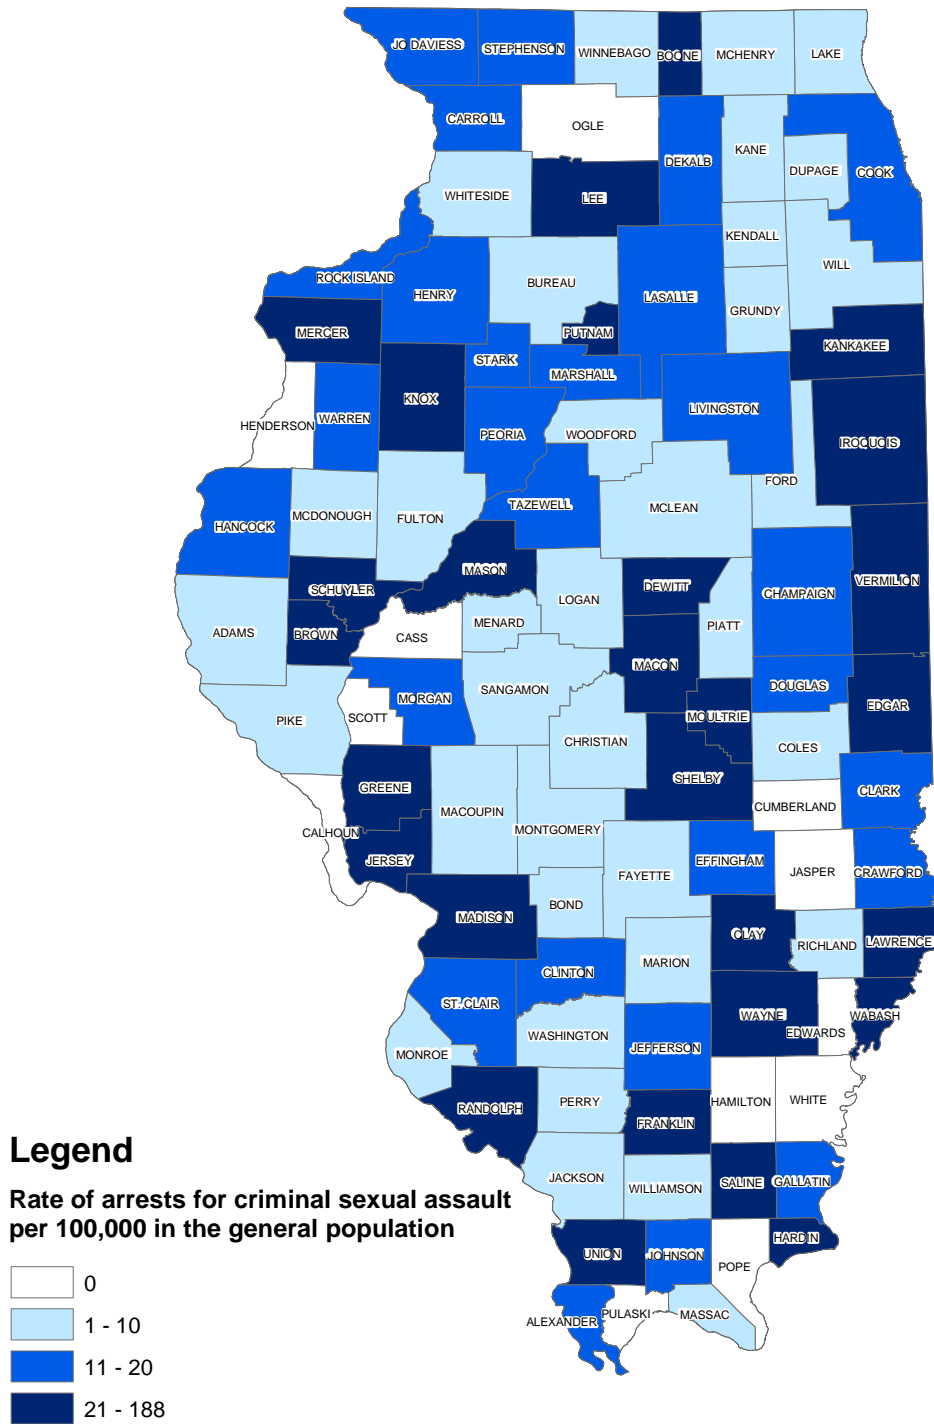 JO DAVIESS
STEPHENSON
WINNEBAGO
BOONE
MCHENRY
LAKE
CARROLL
OGLE
DEKALB
KANE
DUPAGE
COOK
WHITESIDE
LEE
KENDALL
WILL
ROCK ISLAND
HENRY
BUREAU
LASALLE
GRUNDY
MERCER
PUTNAM
KANKAKEE
STARK
MARSHALL
KNOX
HENDERSON
WARREN
PEORIA
WOODFORD
LIVINGSTON
IROQUOIS
FORD
HANCOCK
MCDONOUGH
FULTON
TAZEWELL
MCLEAN
SCHUYLER
MASON
LOGAN
DEWITT
CHAMPAIGN
VERMILION
ADAMS
BROWN
CASS
MENARD
PIATT
MACON
PIKE
SCOTT
MORGAN
SANGAMON
DOUGLAS
EDGAR
MOULTRIE
CHRISTIAN
COLES
GREENE
MACOUPIN
SHELBY
CLARK
CUMBERLAND
CALHOUN
JERSEY
MONTGOMERY
FAYETTE
EFFINGHAM
JASPER
CRAWFORD
MADISON
BOND
CLAY
RICHLAND
LAWRENCE
MARION
CLINTON
ST. CLAIR
WAYNE
EDWARDS
WABASH
MONROE
WASHINGTON
JEFFERSON
RANDOLPH
PERRY
FRANKLIN
HAMILTON
WHITE
JACKSON
WILLIAMSON
SALINE
GALLATIN
UNION
JOHNSON
POPE
HARDIN
ALEXANDER
PULASKI
MASSAC
Legend
Rate of arrests for criminal sexual assault
per 100,000 in the general population
0
1 - 10
11 - 20
21 - 188